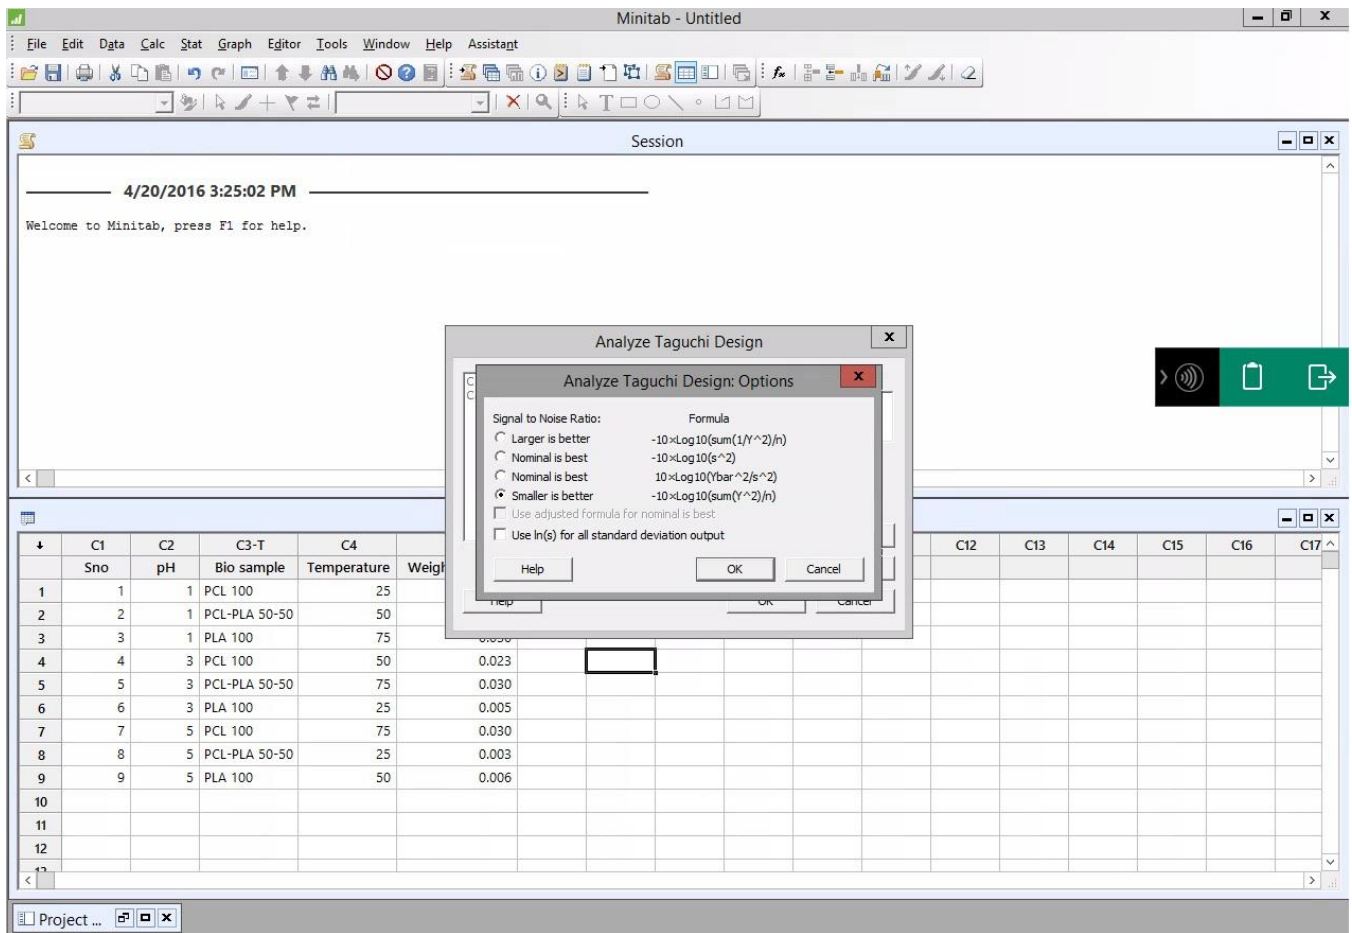 Minitab - Untitled
File Edit Data Calc Stat Graph Editor Tools Window Help Assistant
Session
4/20/2016 3:25:02 PM
Welcome to Minitab, press F1 for help.
Analyze Taguchi Design
Analyze Taguchi Design: Options
Signal to Noise Ratio: Formula
Larger is better -10×Log10(sum(1/Y^2)/n)
Nominal is best -10×Log10(s^2)
Nominal is best 10×Log10(Ybar^2/s^2)
Smaller is better -10×Log10(sum(Y^2)/n)
Use adjusted formula for nominal is best
Use ln(s) for all standard deviation output
Help OK Cancel
Help OK Cancel
C1 C2 C3-T C4 C12 C13 C14 C15 C16 C17
Sno pH Bio sample Temperature
1 1 1 PCL 100 25
2 2 1 PCL-PLA 50-50 50
3 3 1 PLA 100 75
4 4 3 PCL 100 50 0.023
5 5 3 PCL-PLA 50-50 75 0.030
6 6 3 PLA 100 25 0.005
7 7 5 PCL 100 75 0.030
8 8 5 PCL-PLA 50-50 25 0.003
9 9 5 PLA 100 50 0.006
10
11
12
Project ...